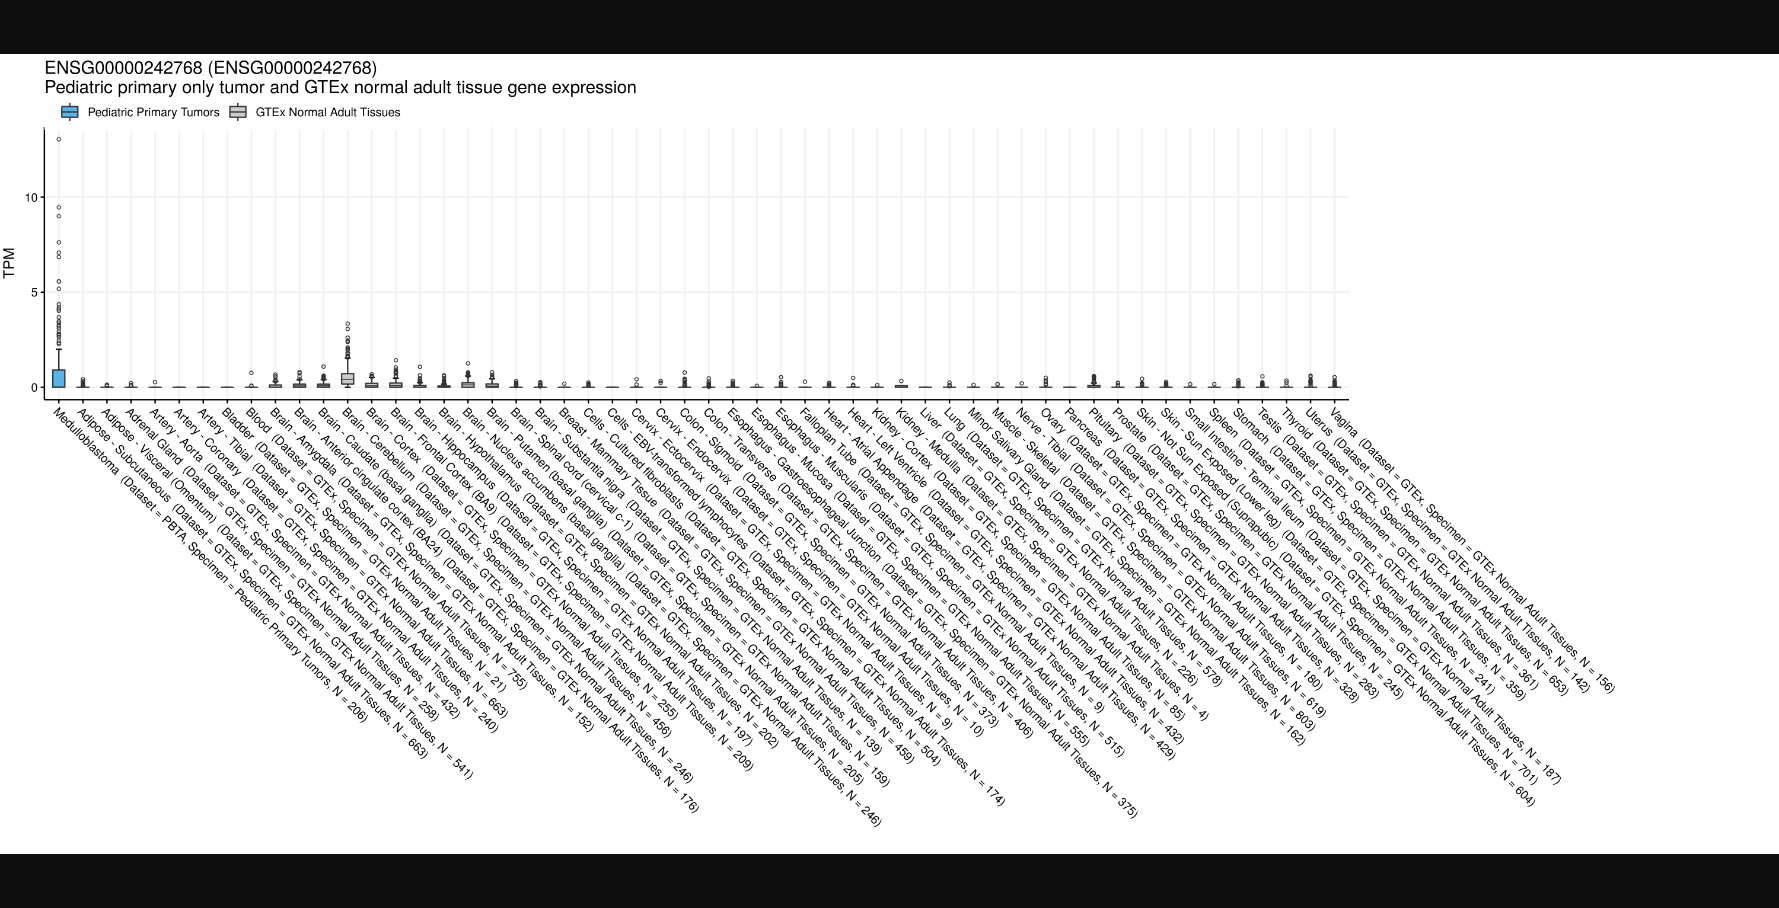 ENSG00000242768 (ENSG00000242768)
Pediatric primary only tumor and GTEx normal adult tissue gene expression
Pediatric Primary Tumors
GTEx Normal Adult Tissues
TPM
10
5
0
Medulloblastoma (Dataset = PBTA, Specimen = Pediatric Primary Tumors, N = 206)
Adipose - Subcutaneous (Dataset = GTEx, Specimen = GTEx Normal Adult Tissues, N = 663)
Adipose - Visceral (Omentum) (Dataset = GTEx, Specimen = GTEx Normal Adult Tissues, N = 541)
Adrenal Gland (Dataset = GTEx, Specimen = GTEx Normal Adult Tissues, N = 258)
Artery - Aorta (Dataset = GTEx, Specimen = GTEx Normal Adult Tissues, N = 432)
Artery - Coronary (Dataset = GTEx, Specimen = GTEx Normal Adult Tissues, N = 240)
Artery - Tibial (Dataset = GTEx, Specimen = GTEx Normal Adult Tissues, N = 663)
Bladder (Dataset = GTEx, Specimen = GTEx Normal Adult Tissues, N = 21)
Blood (Dataset = GTEx, Specimen = GTEx Normal Adult Tissues, N = 755)
Brain - Amygdala (Dataset = GTEx, Specimen = GTEx Normal Adult Tissues, N = 152)
Brain - Anterior cingulate cortex (BA24) (Dataset = GTEx, Specimen = GTEx Normal Adult Tissues, N = 176)
Brain - Caudate (basal ganglia) (Dataset = GTEx, Specimen = GTEx Normal Adult Tissues, N = 246)
Brain - Cerebellum (Dataset = GTEx, Specimen = GTEx Normal Adult Tissues, N = 456)
Brain - Cortex (Dataset = GTEx, Specimen = GTEx Normal Adult Tissues, N = 255)
Brain - Frontal Cortex (BA9) (Dataset = GTEx, Specimen = GTEx Normal Adult Tissues, N = 209)
Brain - Hippocampus (Dataset = GTEx, Specimen = GTEx Normal Adult Tissues, N = 197)
Brain - Hypothalamus (Dataset = GTEx, Specimen = GTEx Normal Adult Tissues, N = 202)
Brain - Nucleus accumbens (basal ganglia) (Dataset = GTEx, Specimen = GTEx Normal Adult Tissues, N = 246)
Brain - Putamen (basal ganglia) (Dataset = GTEx, Specimen = GTEx Normal Adult Tissues, N = 205)
Brain - Spinal cord (cervical c-1) (Dataset = GTEx, Specimen = GTEx Normal Adult Tissues, N = 159)
Brain - Substantia nigra (Dataset = GTEx, Specimen = GTEx Normal Adult Tissues, N = 139)
Breast - Mammary Tissue (Dataset = GTEx, Specimen = GTEx Normal Adult Tissues, N = 459)
Cells - Cultured fibroblasts (Dataset = GTEx, Specimen = GTEx Normal Adult Tissues, N = 504)
Cells - EBV-transformed lymphocytes (Dataset = GTEx, Specimen = GTEx Normal Adult Tissues, N = 174)
Cervix - Ectocervix (Dataset = GTEx, Specimen = GTEx Normal Adult Tissues, N = 9)
Cervix - Endocervix (Dataset = GTEx, Specimen = GTEx Normal Adult Tissues, N = 10)
Colon - Sigmoid (Dataset = GTEx, Specimen = GTEx Normal Adult Tissues, N = 373)
Colon - Transverse (Dataset = GTEx, Specimen = GTEx Normal Adult Tissues, N = 406)
Esophagus - Gastroesophageal Junction (Dataset = GTEx, Specimen = GTEx Normal Adult Tissues, N = 375)
Esophagus - Mucosa (Dataset = GTEx, Specimen = GTEx Normal Adult Tissues, N = 555)
Esophagus - Muscularis (Dataset = GTEx, Specimen = GTEx Normal Adult Tissues, N = 515)
Fallopian Tube (Dataset = GTEx, Specimen = GTEx Normal Adult Tissues, N = 9)
Heart - Atrial Appendage (Dataset = GTEx, Specimen = GTEx Normal Adult Tissues, N = 429)
Heart - Left Ventricle (Dataset = GTEx, Specimen = GTEx Normal Adult Tissues, N = 432)
Kidney - Cortex (Dataset = GTEx, Specimen = GTEx Normal Adult Tissues, N = 85)
Kidney - Medulla (Dataset = GTEx, Specimen = GTEx Normal Adult Tissues, N = 4)
Liver (Dataset = GTEx, Specimen = GTEx Normal Adult Tissues, N = 226)
Lung (Dataset = GTEx, Specimen = GTEx Normal Adult Tissues, N = 578)
Minor Salivary Gland (Dataset = GTEx, Specimen = GTEx Normal Adult Tissues, N = 162)
Muscle - Skeletal (Dataset = GTEx, Specimen = GTEx Normal Adult Tissues, N = 803)
Nerve - Tibial (Dataset = GTEx, Specimen = GTEx Normal Adult Tissues, N = 619)
Ovary (Dataset = GTEx, Specimen = GTEx Normal Adult Tissues, N = 180)
Pancreas (Dataset = GTEx, Specimen = GTEx Normal Adult Tissues, N = 328)
Pituitary (Dataset = GTEx, Specimen = GTEx Normal Adult Tissues, N = 283)
Prostate (Dataset = GTEx, Specimen = GTEx Normal Adult Tissues, N = 245)
Skin - Not Sun Exposed (Suprapubic) (Dataset = GTEx, Specimen = GTEx Normal Adult Tissues, N = 604)
Skin - Sun Exposed (Lower leg) (Dataset = GTEx, Specimen = GTEx Normal Adult Tissues, N = 701)
Small Intestine - Terminal Ileum (Dataset = GTEx, Specimen = GTEx Normal Adult Tissues, N = 187)
Spleen (Dataset = GTEx, Specimen = GTEx Normal Adult Tissues, N = 241)
Stomach (Dataset = GTEx, Specimen = GTEx Normal Adult Tissues, N = 359)
Testis (Dataset = GTEx, Specimen = GTEx Normal Adult Tissues, N = 361)
Thyroid (Dataset = GTEx, Specimen = GTEx Normal Adult Tissues, N = 653)
Uterus (Dataset = GTEx, Specimen = GTEx Normal Adult Tissues, N = 142)
Vagina (Dataset = GTEx, Specimen = GTEx Normal Adult Tissues, N = 156)